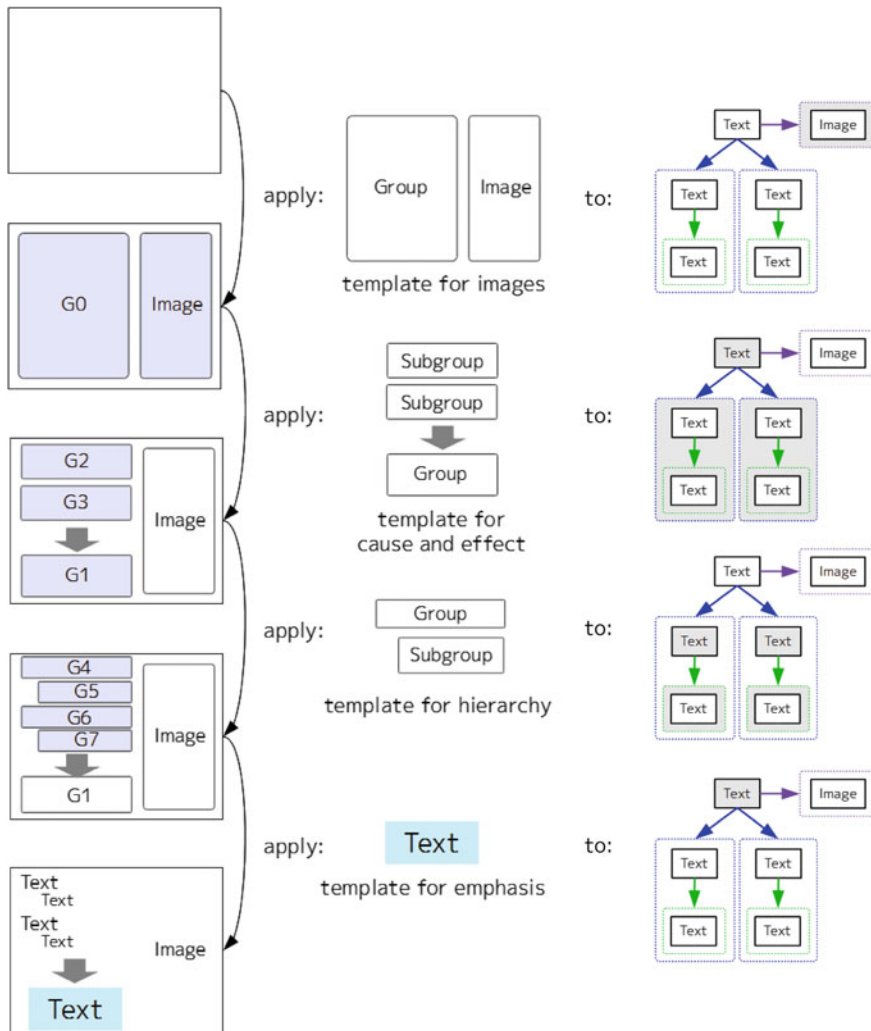 apply:
Group
Image
template for images
to:
Text
Image
Text
Text
Text
Text
G0
Image
apply:
Subgroup
Subgroup
Group
template for
cause and effect
to:
Text
Image
Text
Text
Text
Text
G2
G3
G1
Image
apply:
Group
Subgroup
template for hierarchy
to:
Text
Image
Text
Text
Text
Text
G4
G5
G6
G7
G1
Image
apply:
Text
template for emphasis
to:
Text
Image
Text
Text
Text
Text
Text
Text
Text
Text
Image
Text